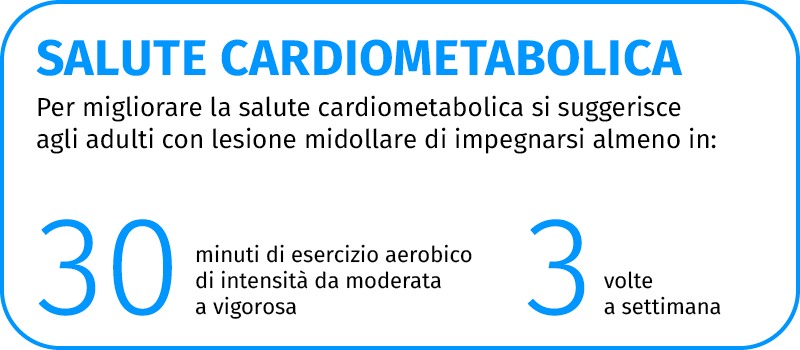 SALUTE CARDIOMETABOLICA
Per migliorare la salute cardiometabolica si suggerisce
agli adulti con lesione midollare di impegnarsi almeno in:
30
minuti di esercizio aerobico
di intensità da moderata
a vigorosa
3
volte
a settimana